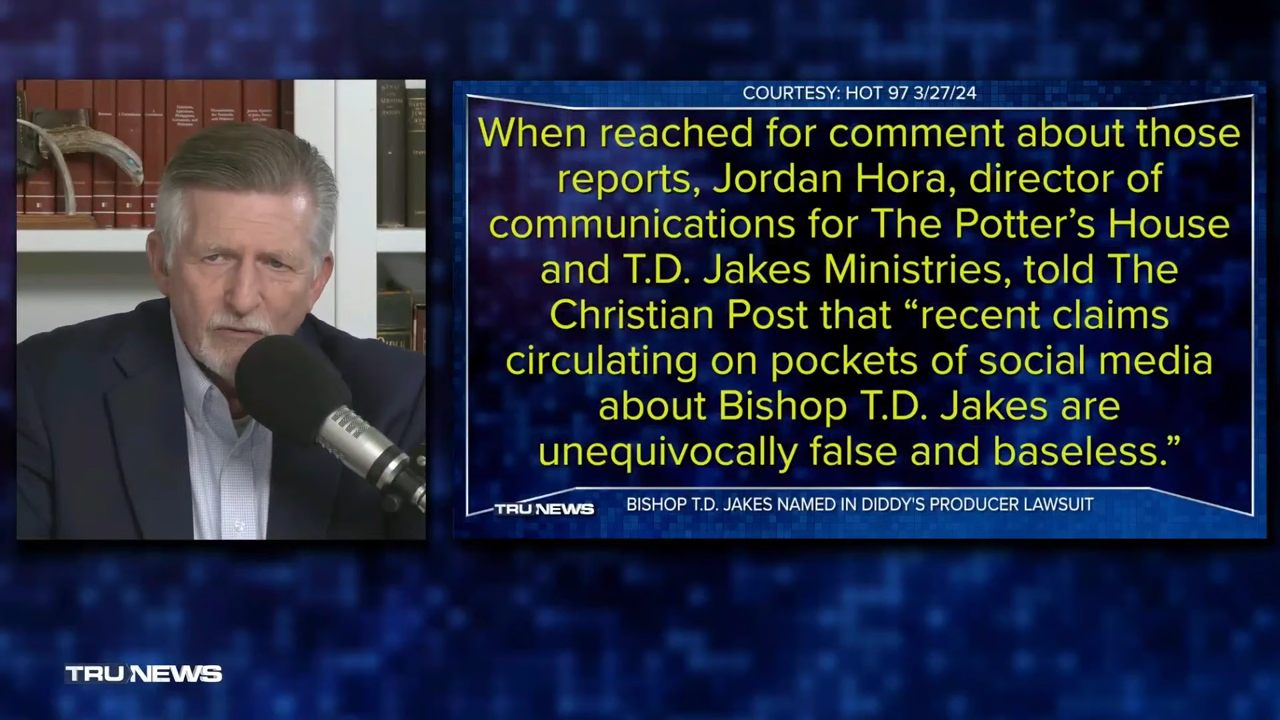 COURTESY: HOT 97 3/27/24
When reached for comment about those
reports, Jordan Hora, director of
communications for The Potter’s House
and T.D. Jakes Ministries, told The
Christian Post that “recent claims
circulating on pockets of social media
about Bishop T.D. Jakes are
unequivocally false and baseless.”
TRUNEWS
BISHOP T.D. JAKES NAMED IN DIDDY'S PRODUCER LAWSUIT
TRUNEWS